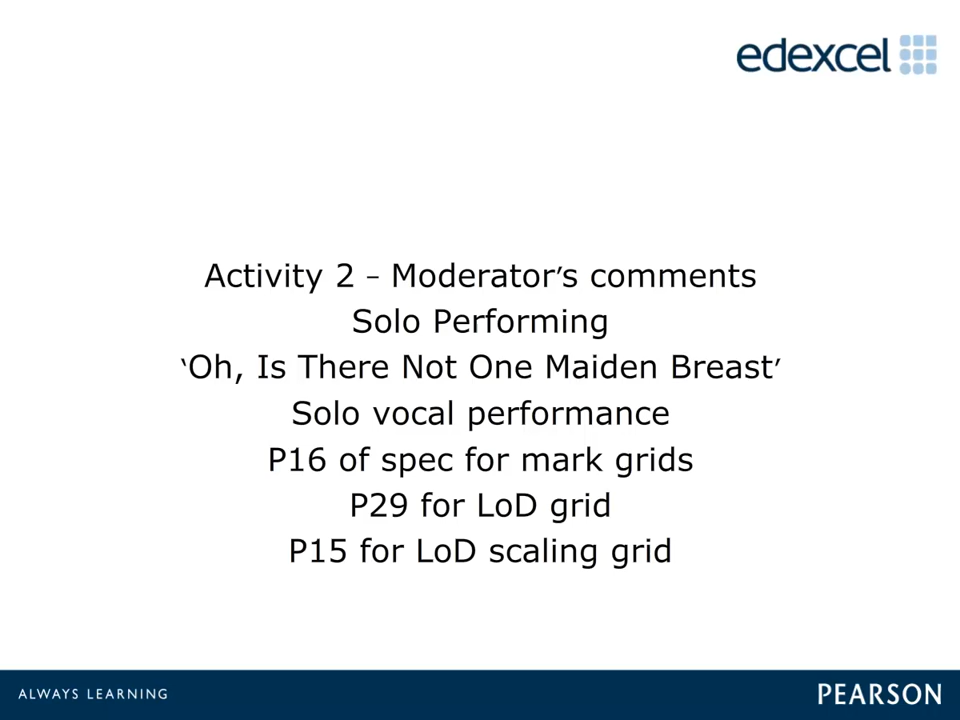 edexcel
Activity 2 – Moderator’s comments
Solo Performing
‘Oh, Is There Not One Maiden Breast’
Solo vocal performance
P16 of spec for mark grids
P29 for LoD grid
P15 for LoD scaling grid
ALWAYS LEARNING
PEARSON